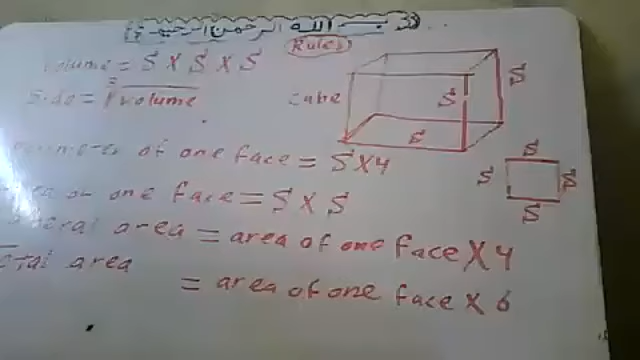 بسم الله الرحمن الرحيم
Rules
Volume = S X S X S
Side = ∛volume
Cube
S
S
S
of one face = S X 4
S
S
S
S
area of one face = S X S
area = area of one face X 4
area
= area of one face X 6